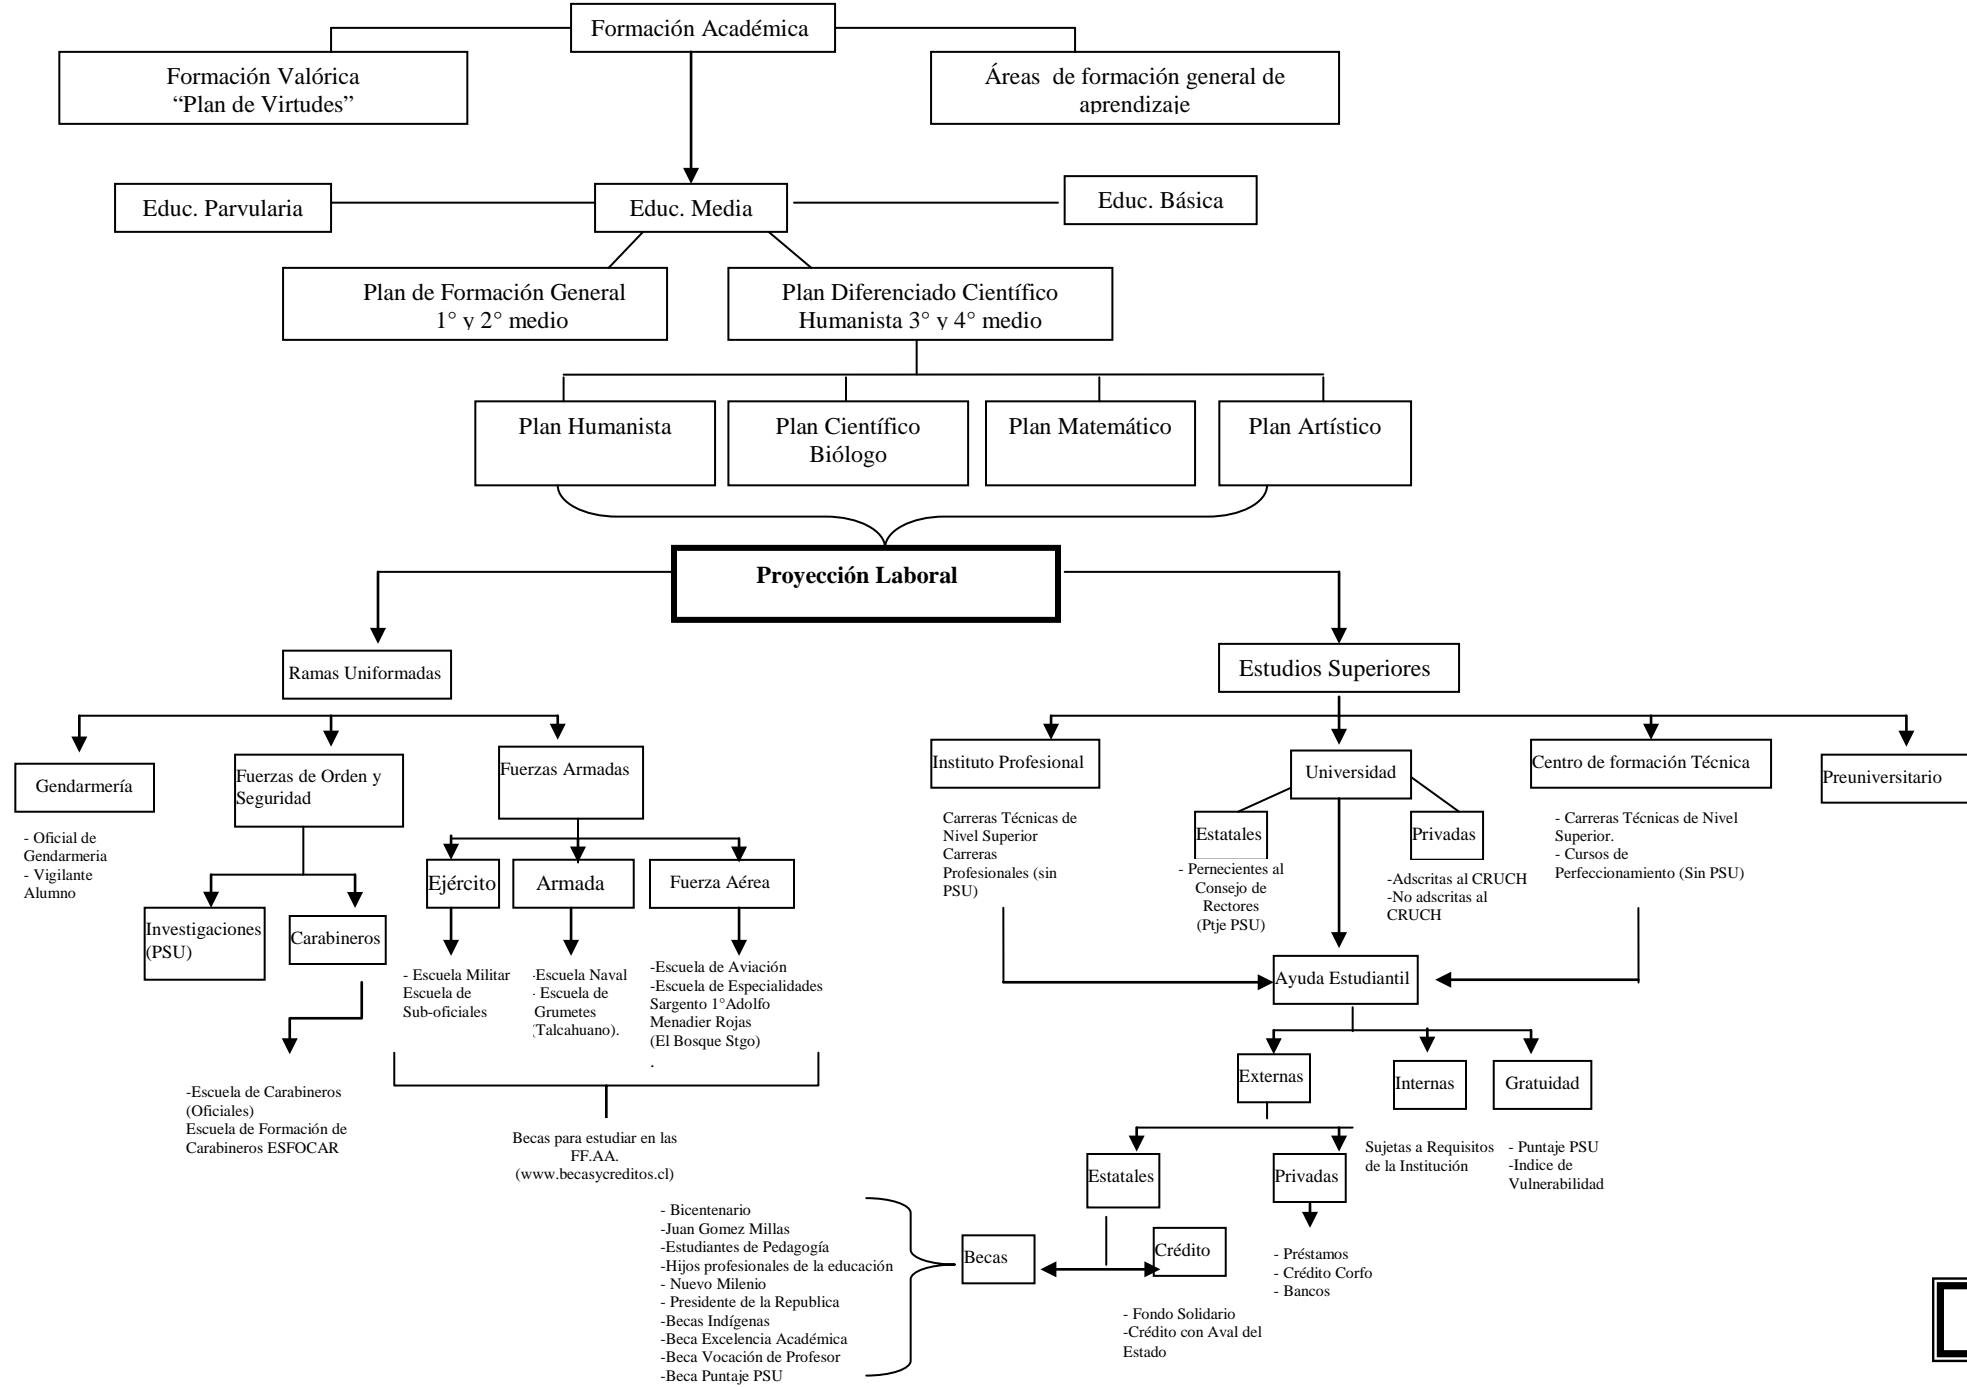 Formación Académica
Formación Valórica
“Plan de Virtudes”
Áreas de formación general de
aprendizaje
Educ. Parvularia
Educ. Media
Educ. Básica
Plan de Formación General
1° y 2° medio
Plan Diferenciado Científico
Humanista 3° y 4° medio
Plan Humanista
Plan Científico
Biólogo
Plan Matemático
Plan Artístico
Proyección Laboral
Ramas Uniformadas
Estudios Superiores
Gendarmería
Fuerzas de Orden y
Seguridad
Fuerzas Armadas
Instituto Profesional
Universidad
Centro de formación Técnica
Preuniversitario
- Oficial de
Gendarmeria
- Vigilante
Alumno
Investigaciones
(PSU)
Carabineros
Ejército
Armada
Fuerza Aérea
Carreras Técnicas de
Nivel Superior
Carreras
Profesionales (sin
PSU)
Estatales
- Pernecientes al
Consejo de
Rectores
(Ptje PSU)
Privadas
-Adscritas al CRUCH
-No adscritas al
CRUCH
- Carreras Técnicas de Nivel
Superior.
- Cursos de
Perfeccionamiento (Sin PSU)
- Escuela Militar
Escuela de
Sub-oficiales
-Escuela Naval
- Escuela de
Grumetes
(Talcahuano).
-Escuela de Aviación
-Escuela de Especialidades
Sargento 1°Adolfo
Menadier Rojas
(El Bosque Stgo)
.
Ayuda Estudiantil
-Escuela de Carabineros
(Oficiales)
Escuela de Formación de
Carabineros ESFOCAR
Becas para estudiar en las
FF.AA.
(www.becasycreditos.cl)
Externas
Internas
Gratuidad
Estatales
Privadas
Sujetas a Requisitos
de la Institución
- Puntaje PSU
-Indice de
Vulnerabilidad
- Bicentenario
-Juan Gomez Millas
-Estudiantes de Pedagogía
-Hijos profesionales de la educación
- Nuevo Milenio
- Presidente de la Republica
-Becas Indígenas
-Beca Excelencia Académica
-Beca Vocación de Profesor
-Beca Puntaje PSU
Becas
Crédito
- Fondo Solidario
-Crédito con Aval del
Estado
- Préstamos
- Crédito Corfo
- Bancos